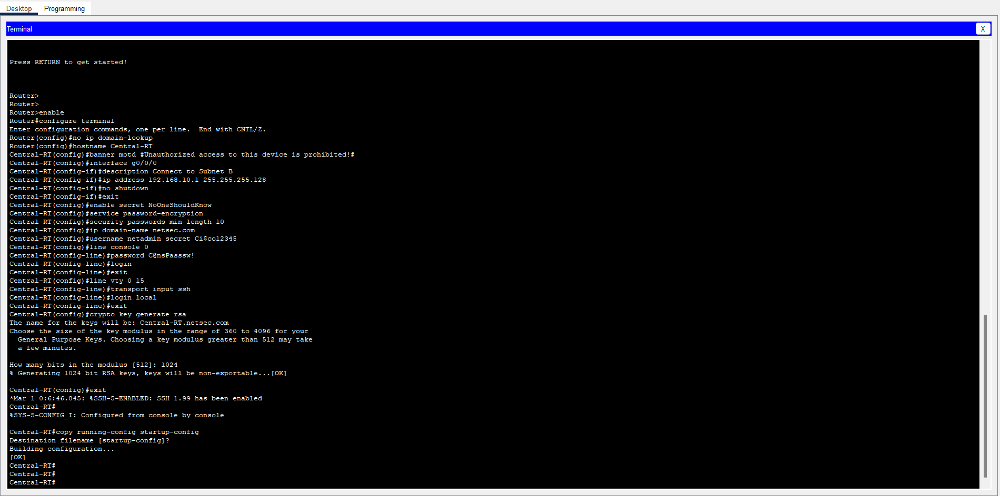 Desktop Programming
Terminal X
Press RETURN to get started!
Router>
Router>
Router>enable
Router#configure terminal
Enter configuration commands, one per line.  End with CNTL/Z.
Router(config)#no ip domain-lookup
Router(config)#hostname Central-RT
Central-RT(config)#banner motd #Unauthorized access to this device is prohibited!#
Central-RT(config)#interface g0/0/0
Central-RT(config-if)#description Connect to Subnet B
Central-RT(config-if)#ip address 192.168.10.1 255.255.255.128
Central-RT(config-if)#no shutdown
Central-RT(config-if)#exit
Central-RT(config)#enable secret NoOneShouldKnow
Central-RT(config)#service password-encryption
Central-RT(config)#security passwords min-length 10
Central-RT(config)#ip domain-name netsec.com
Central-RT(config)#username netadmin secret Ci$co12345
Central-RT(config)#line console 0
Central-RT(config-line)#password C@nsPasssw!
Central-RT(config-line)#login
Central-RT(config-line)#exit
Central-RT(config)#line vty 0 15
Central-RT(config-line)#transport input ssh
Central-RT(config-line)#login local
Central-RT(config-line)#exit
Central-RT(config)#crypto key generate rsa
The name for the keys will be: Central-RT.netsec.com
Choose the size of the key modulus in the range of 360 to 4096 for your
  General Purpose Keys. Choosing a key modulus greater than 512 may take
  a few minutes.
How many bits in the modulus [512]: 1024
% Generating 1024 bit RSA keys, keys will be non-exportable...[OK]
Central-RT(config)#exit
*Mar 1 0:6:46.845: %SSH-5-ENABLED: SSH 1.99 has been enabled
Central-RT#
%SYS-5-CONFIG_I: Configured from console by console
Central-RT#copy running-config startup-config
Destination filename [startup-config]?
Building configuration...
[OK]
Central-RT#
Central-RT#
Central-RT#